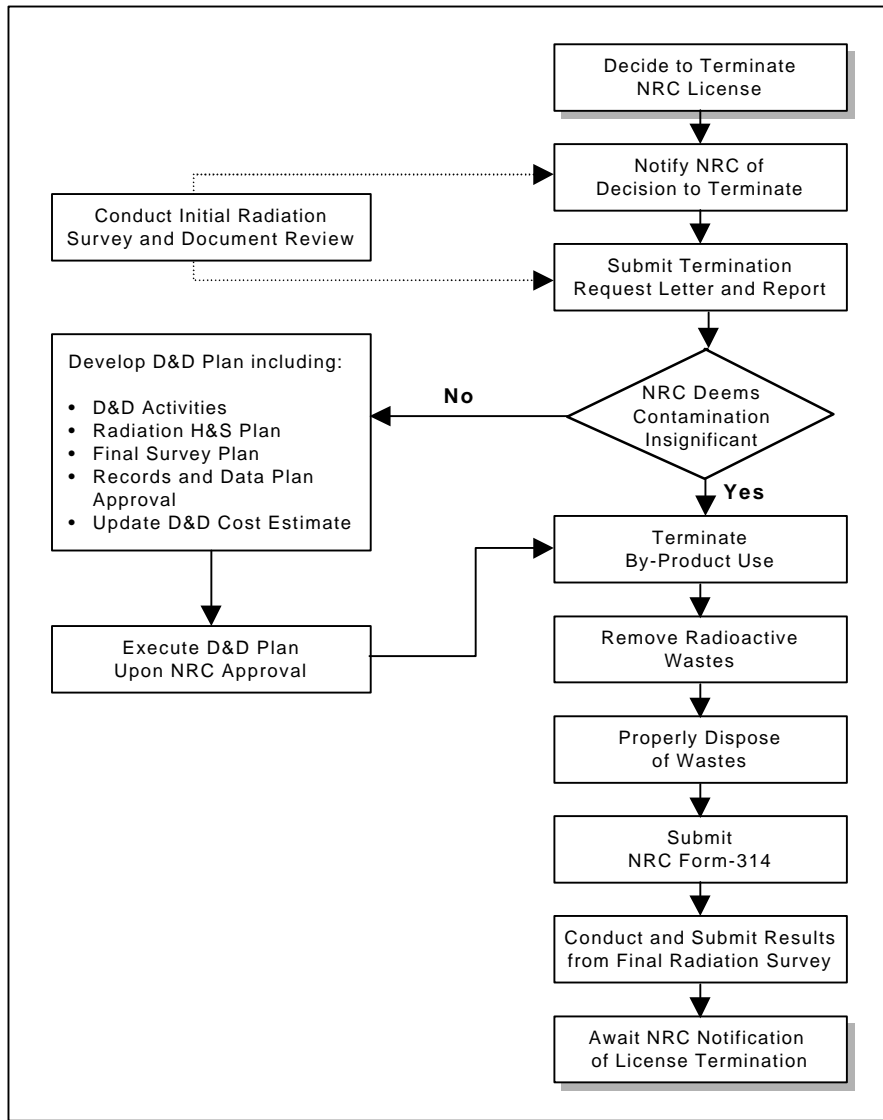 Decide to Terminate
NRC License
Notify NRC of
Decision to Terminate
Conduct Initial Radiation
Survey and Document Review
Submit Termination
Request Letter and Report
Develop D&D Plan including:
• D&D Activities
• Radiation H&S Plan
• Final Survey Plan
• Records and Data Plan
Approval
• Update D&D Cost Estimate
No
NRC Deems
Contamination
Insignificant
Yes
Terminate
By-Product Use
Execute D&D Plan
Upon NRC Approval
Remove Radioactive
Wastes
Properly Dispose
of Wastes
Submit
NRC Form-314
Conduct and Submit Results
from Final Radiation Survey
Await NRC Notification
of License Termination